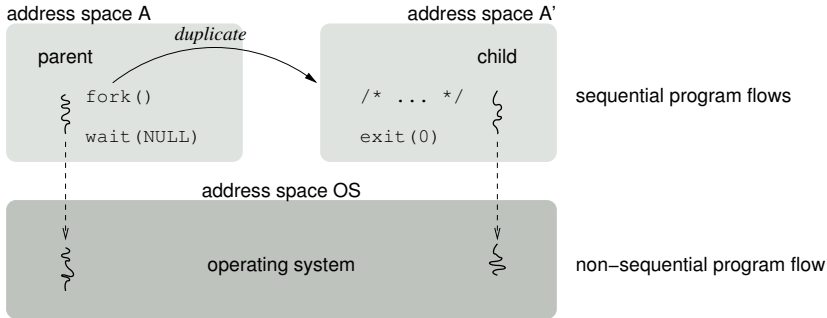 address space A
address space A'
duplicate
parent
child
fork()
/* ... */
sequential program flows
wait(NULL)
exit(0)
address space OS
operating system
non−sequential program flow